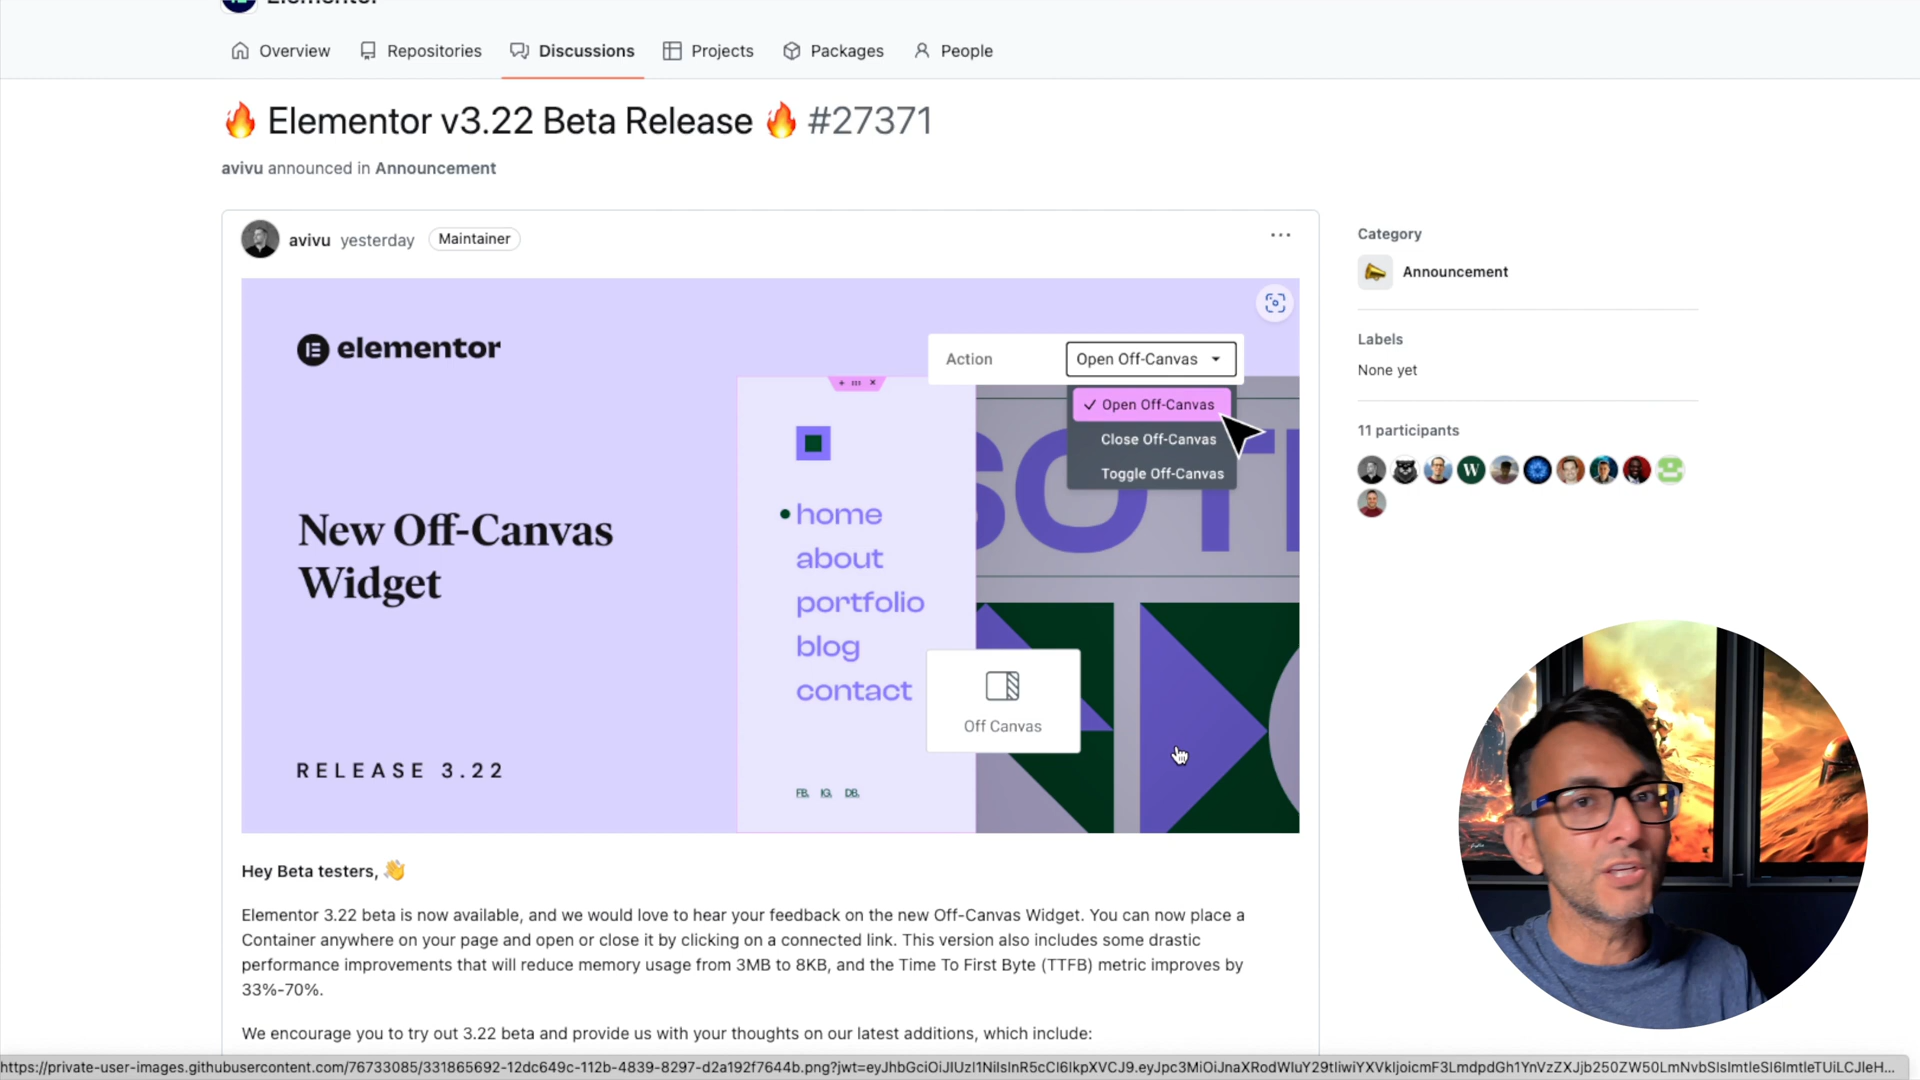 Overview Repositories Discussions Projects Packages People
🔥 Elementor v3.22 Beta Release 🔥 #27371
avivu announced in Announcement
avivu yesterday Maintainer
elementor
New Off-Canvas
Widget
RELEASE 3.22
Action Open Off-Canvas
✓ Open Off-Canvas
Close Off-Canvas
Toggle Off-Canvas
home
about
portfolio
blog
contact
FB. IG. DB.
Off Canvas
Hey Beta testers, 👋
Elementor 3.22 beta is now available, and we would love to hear your feedback on the new Off-Canvas Widget. You can now place a
Container anywhere on your page and open or close it by clicking on a connected link. This version also includes some drastic
performance improvements that will reduce memory usage from 3MB to 8KB, and the Time To First Byte (TTFB) metric improves by
33%-70%.
We encourage you to try out 3.22 beta and provide us with your thoughts on our latest additions, which include:
Category
Announcement
Labels
None yet
11 participants
W